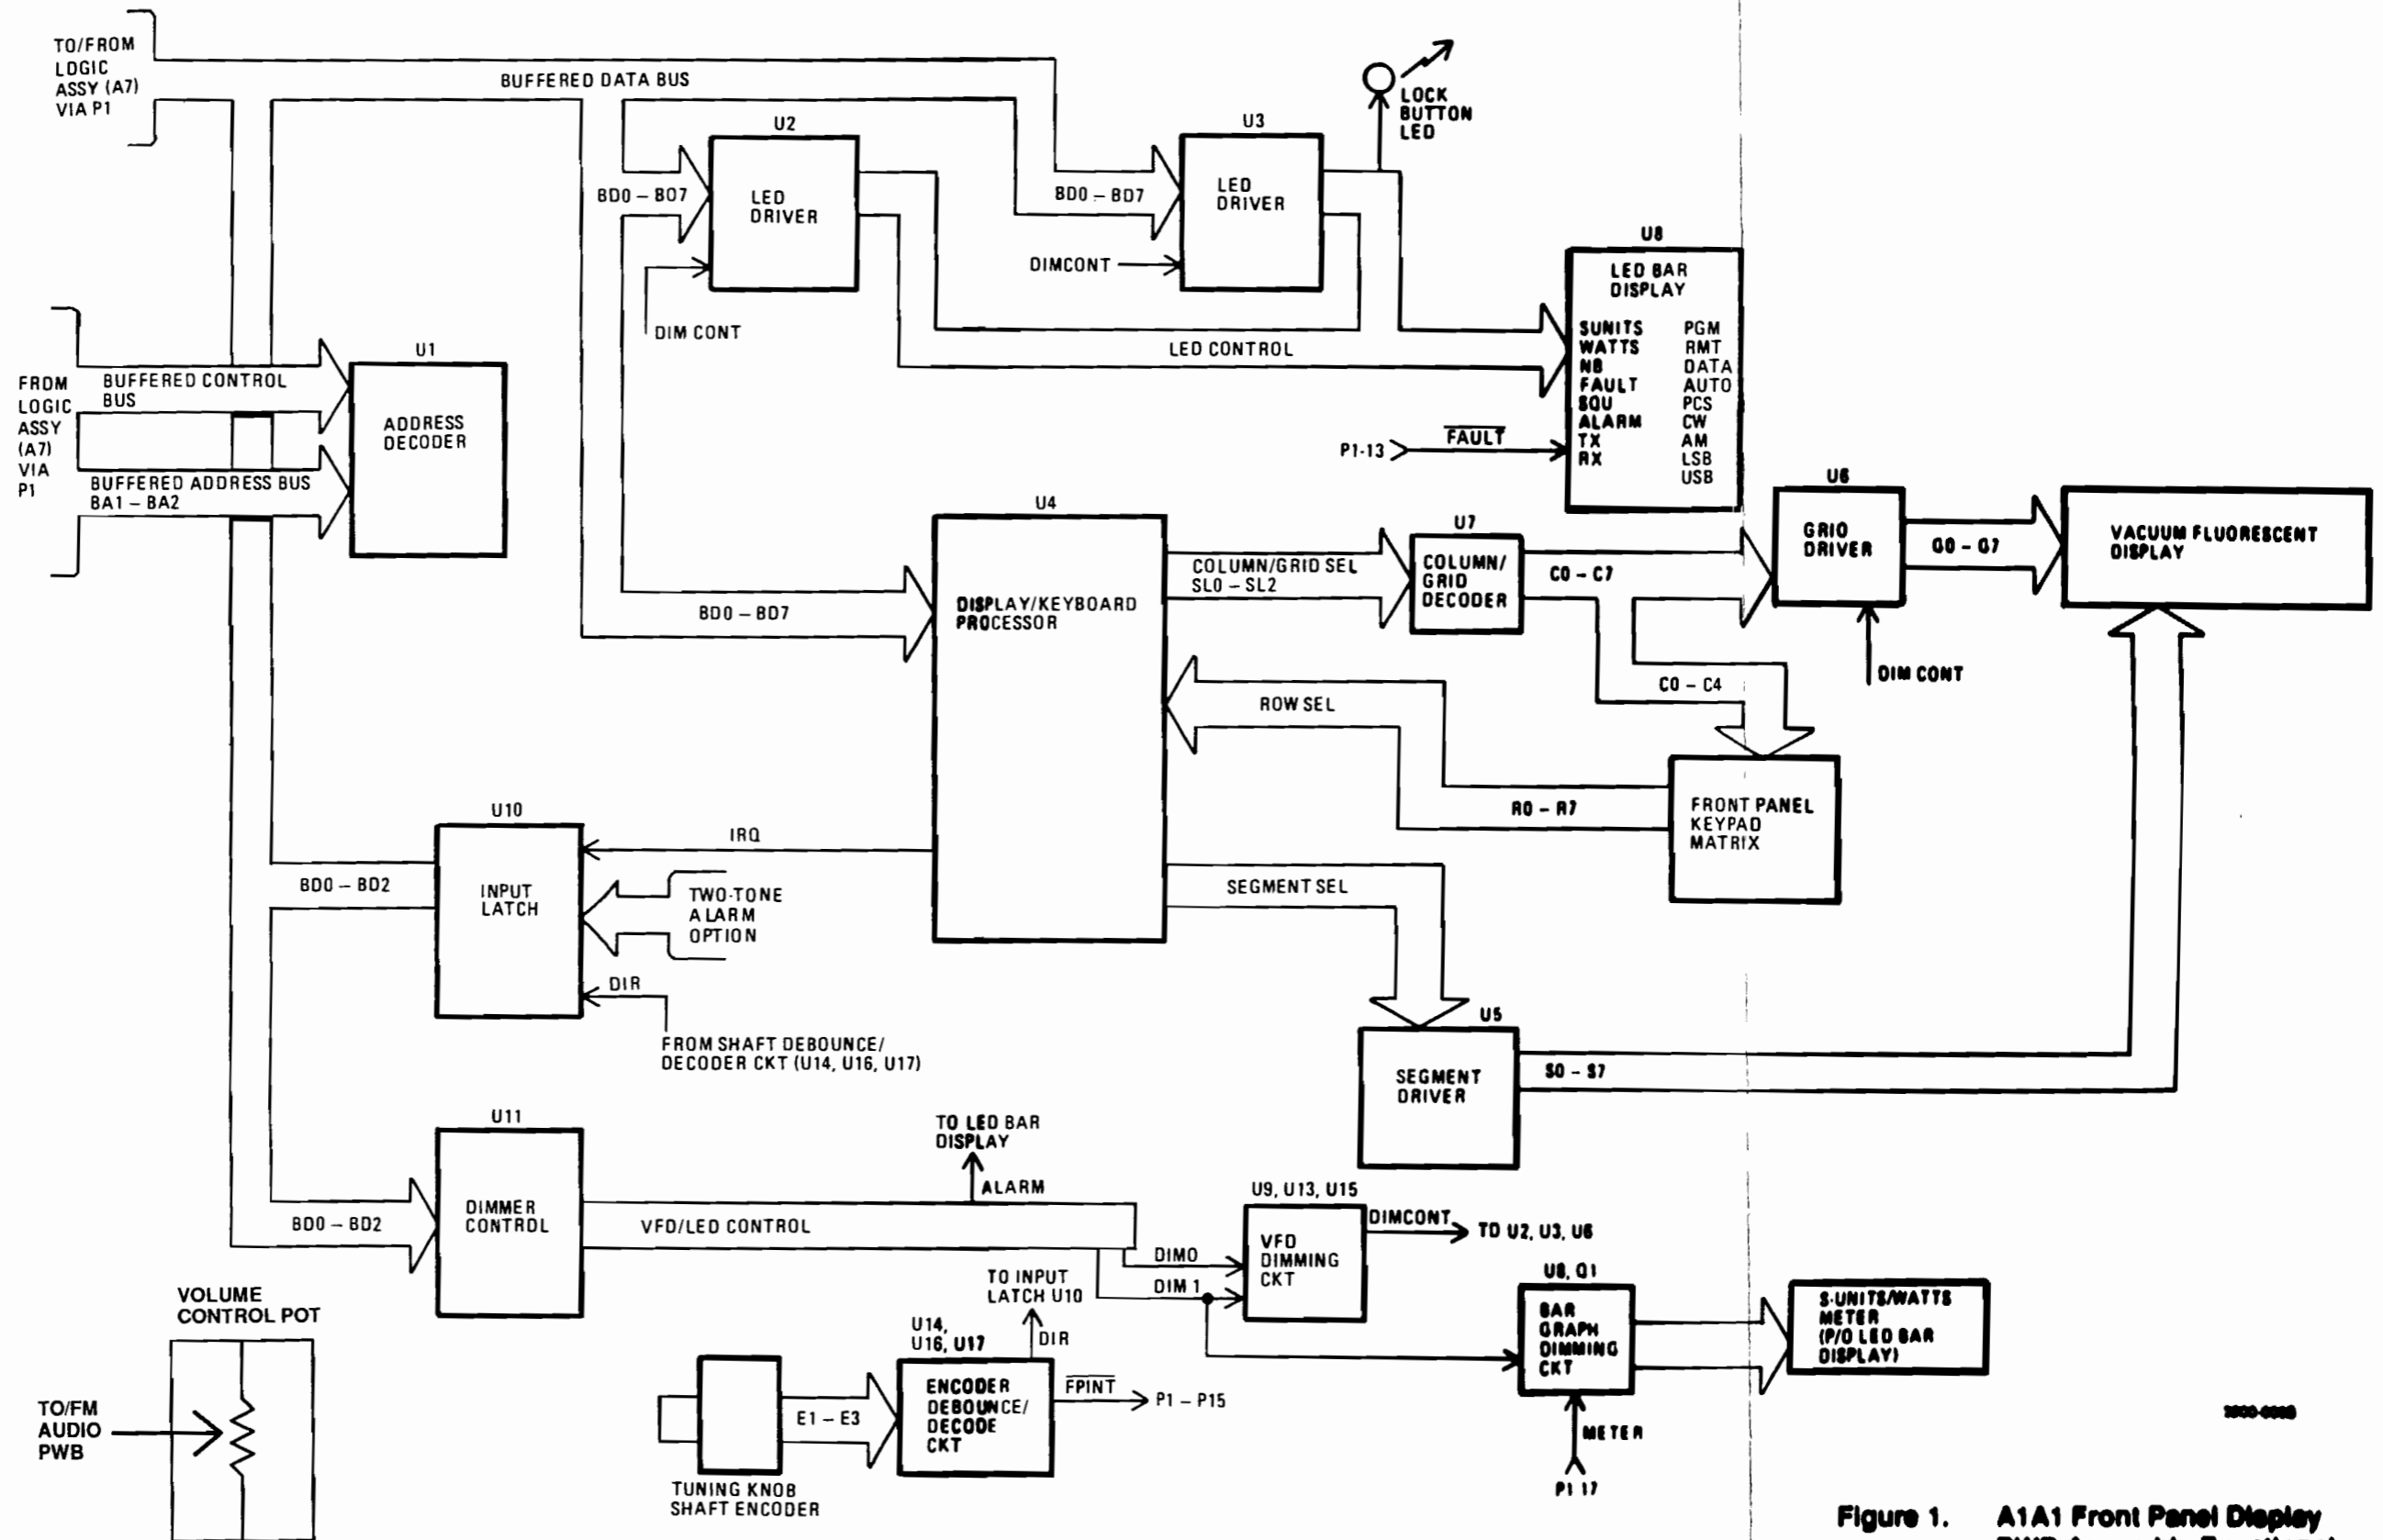 TO/FROM
LOGIC
ASSY (A7)
VIA P1
BUFFERED DATA BUS
LOCK
BUTTON
LED
U2
LED
DRIVER
BD0 – BD7
DIM CONT
U3
LED
DRIVER
BD0 – BD7
DIMCONT
LED CONTROL
U8
LED BAR
DISPLAY
SUNITS PGM
WATTS RMT
NB DATA
FAULT AUTO
SQU PCS
ALARM CW
TX AM
RX LSB
USB
P1-13
FAULT
FROM
LOGIC
ASSY
(A7)
VIA
P1
BUFFERED CONTROL
BUS
BUFFERED ADDRESS BUS
BA1 – BA2
U1
ADDRESS
DECODER
BD0 – BD7
U4
DISPLAY/KEYBOARD
PROCESSOR
COLUMN/GRID SEL
SL0 – SL2
U7
COLUMN/
GRID
DECODER
C0 – C7
U6
GRID
DRIVER
G0 – G7
VACUUM FLUORESCENT
DISPLAY
DIM CONT
C0 – C4
ROW SEL
R0 – R7
FRONT PANEL
KEYPAD
MATRIX
U10
INPUT
LATCH
BD0 – BD2
IRQ
TWO-TONE
ALARM
OPTION
DIR
FROM SHAFT DEBOUNCE/
DECODER CKT (U14, U16, U17)
SEGMENT SEL
U5
SEGMENT
DRIVER
S0 – S7
U11
DIMMER
CONTROL
BD0 – BD2
VFD/LED CONTROL
TO LED BAR
DISPLAY
ALARM
U9, U13, U15
VFD
DIMMING
CKT
DIM0
DIM 1
DIMCONT
TO U2, U3, U6
U8, Q1
BAR
GRAPH
DIMMING
CKT
METER
P1 17
S-UNITS/WATTS
METER
(P/O LED BAR
DISPLAY)
VOLUME
CONTROL POT
TO/FM
AUDIO
PWB
TUNING KNOB
SHAFT ENCODER
E1 – E3
U14,
U16, U17
ENCODER
DEBOUNCE/
DECODE
CKT
TO INPUT
LATCH U10
DIR
FPINT
P1 – P15
Figure 1. A1A1 Front Panel Display